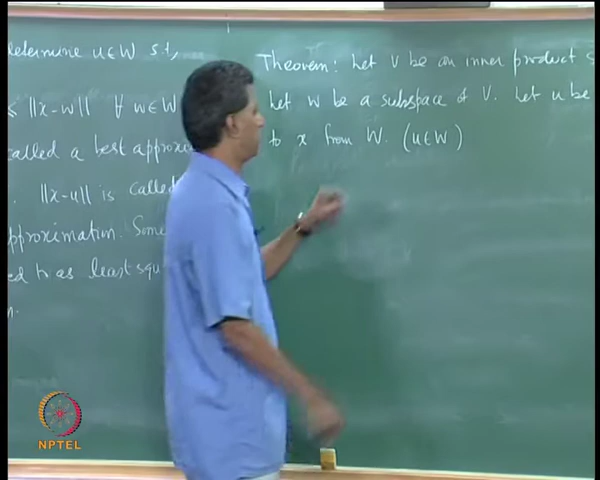 determine u∈W s.t,
≤ ||x-w|| ∀ w∈W
called a best approxi
||x-u|| is called
approximation. Some
ed to as least squ
n.
Theorem: Let V be an inner product s
Let W be a subspace of V. Let u be
to x from W. (u∈W)
NPTEL